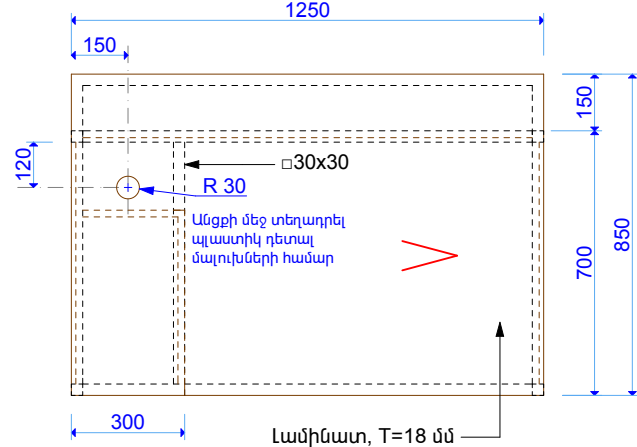 1250
150
150
120
□30x30
R 30
Անցքի մեջ տեղադրել
պլաստիկ դետալ
մալուխների համար
700
850
300
Լամինատ, T=18 մմ